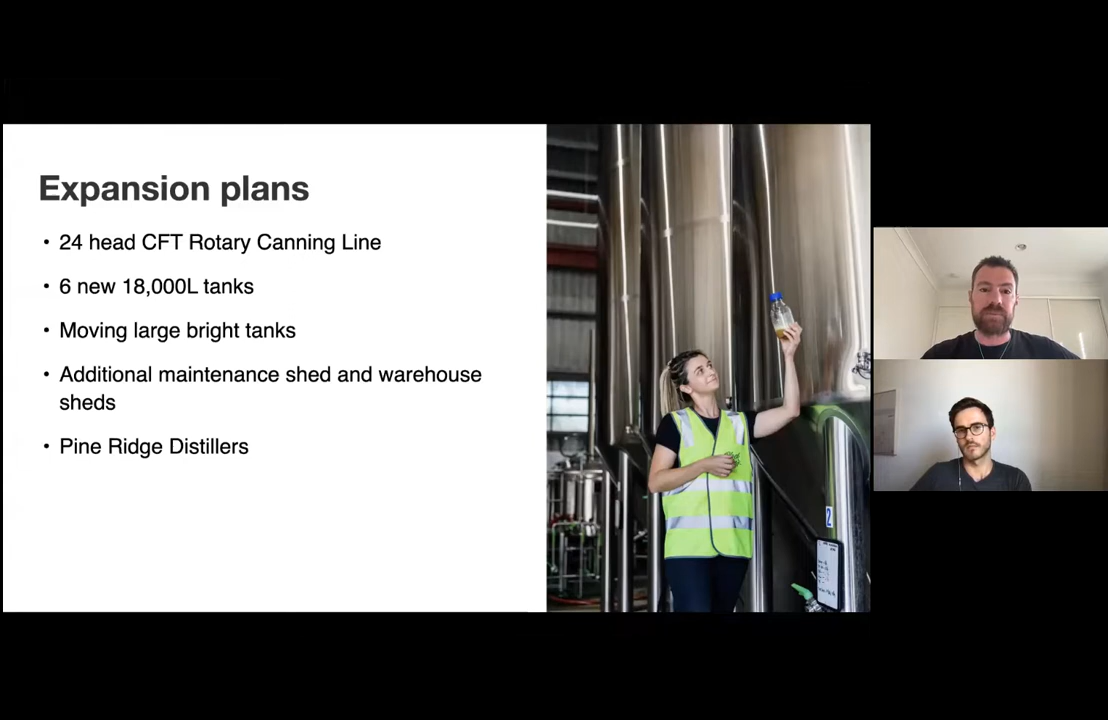 Expansion plans
• 24 head CFT Rotary Canning Line
• 6 new 18,000L tanks
• Moving large bright tanks
• Additional maintenance shed and warehouse
sheds
• Pine Ridge Distillers
2